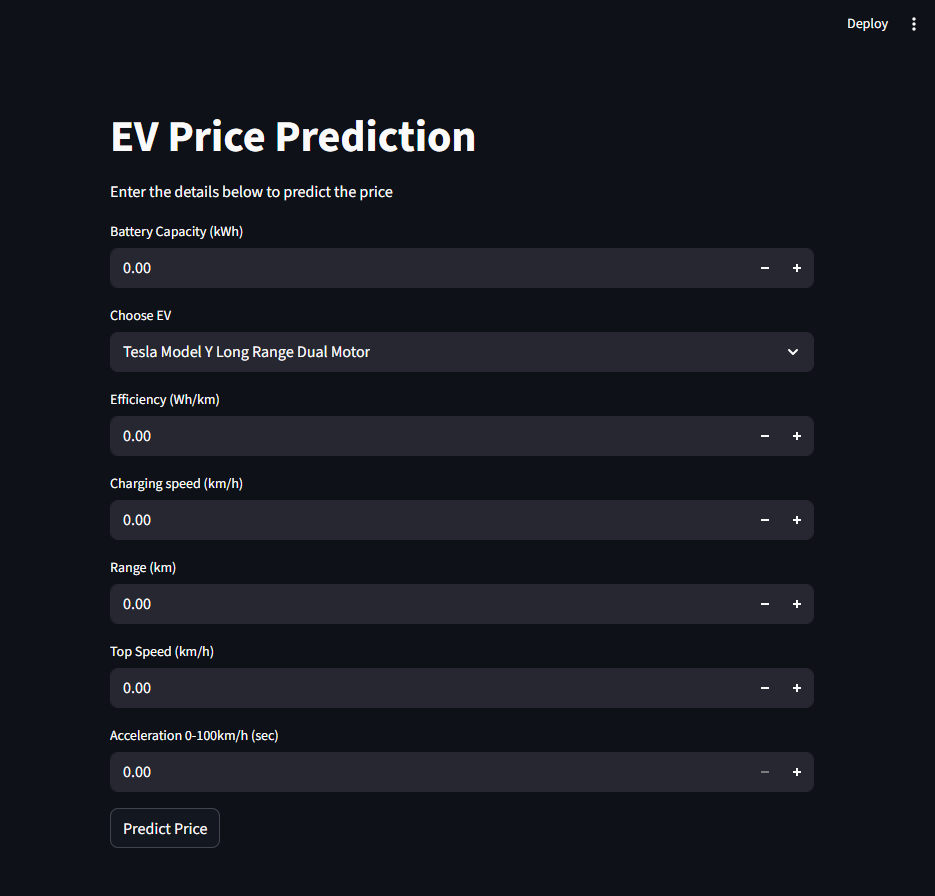 Deploy
EV Price Prediction
Enter the details below to predict the price
Battery Capacity (kWh)
0.00
Choose EV
Tesla Model Y Long Range Dual Motor
Efficiency (Wh/km)
0.00
Charging speed (km/h)
0.00
Range (km)
0.00
Top Speed (km/h)
0.00
Acceleration 0-100km/h (sec)
0.00
Predict Price